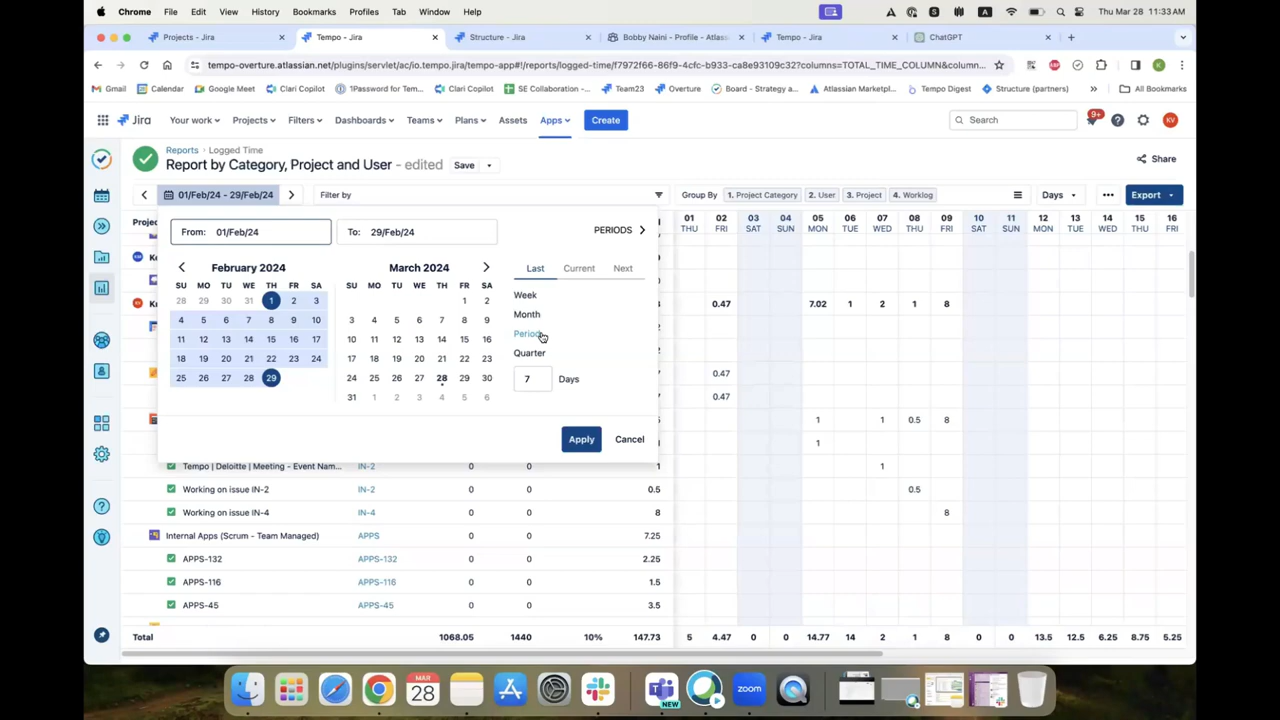 Chrome File Edit View History Bookmarks Profiles Tab Window Help Thu Mar 28 11:33 AM
Projects - Jira Tempo - Jira Structure - Jira Bobby Naini - Profile - Atlas Tempo - Jira ChatGPT
tempo-overture.atlassian.net/plugins/servlet/ac/io.tempo.jira/tempo-app#!/reports/logged-time/f7972f66-86f9-4cfc-b933-ca8e93109c32?columns=TOTAL_TIME_COLUMN&column...
Gmail Calendar Google Meet Clari Copilot 1Password for Tem... Clari Copilot SE Collaboration -... Team23 Overture Board - Strategy a... Atlassian Marketpl... Tempo Digest Structure (partners) All Bookmarks
Jira Your work Projects Filters Dashboards Teams Plans Assets Apps Create Search 9+ KV
Reports Logged Time
Report by Category, Project and User - edited Save Share
01/Feb/24 - 29/Feb/24 Filter by Group By 1. Project Category 2. User 3. Project 4. Worklog Days Export
Projec 01 02 03 04 05 06 07 08 09 10 11 12 13 14 15 16
THU FRI SAT SUN MON TUE WED THU FRI SAT SUN MON TUE WED THU FRI
From: 01/Feb/24 To: 29/Feb/24 PERIODS
February 2024 March 2024 Last Current Next
SU MO TU WE TH FR SA SU MO TU WE TH FR SA
28 29 30 31 1 2 3 1 2 Week
4 5 6 7 8 9 10 3 4 5 6 7 8 9 Month
11 12 13 14 15 16 17 10 11 12 13 14 15 16 Period
18 19 20 21 22 23 24 17 18 19 20 21 22 23 Quarter
25 26 27 28 29 24 25 26 27 28 29 30 7 Days
31 1 2 3 4 5 6
Apply Cancel
0.47 7.02 1 2 1 8
0.47
0.47
1 1 0.5 8
1
Tempo | Deloitte | Meeting - Event Nam... IN-2 0 0 1 1
Working on issue IN-2 IN-2 0 0 0.5 0.5
Working on issue IN-4 IN-4 0 0 8 8
Internal Apps (Scrum - Team Managed) APPS 0 0 7.25
APPS-132 APPS-132 0 0 2.25
APPS-116 APPS-116 0 0 1.5
APPS-45 APPS-45 0 0 3.5
Total 1068.05 1440 10% 147.73 5 4.47 0 0 14.77 14 2 1 8 0 0 13.5 12.5 6.25 8.75 5.25
MAR
28
NEW
zoom